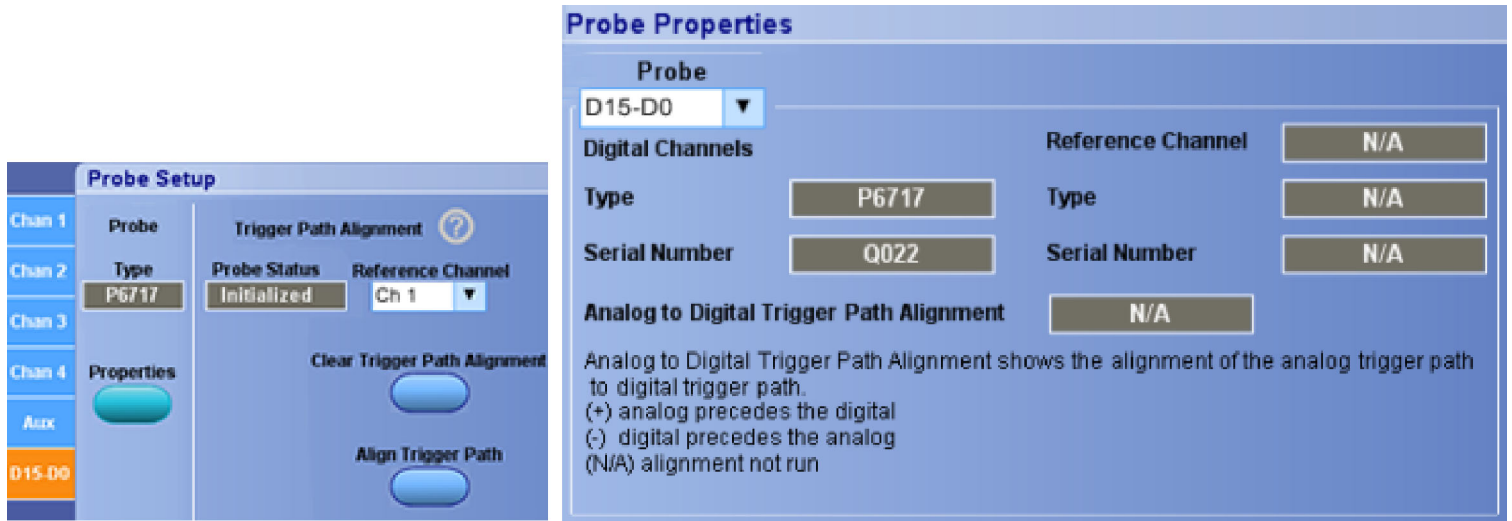 Probe Setup
Chan 1
Chan 2
Chan 3
Chan 4
Aux
D15-D0
Probe
Type
P6717
Properties
Trigger Path Alignment ?
Probe Status Reference Channel
Initialized Ch 1
Clear Trigger Path Alignment
Align Trigger Path
Probe Properties
Probe
D15-D0
Digital Channels
Type P6717
Serial Number Q022
Reference Channel N/A
Type N/A
Serial Number N/A
Analog to Digital Trigger Path Alignment N/A
Analog to Digital Trigger Path Alignment shows the alignment of the analog trigger path
to digital trigger path.
(+) analog precedes the digital
(-) digital precedes the analog
(N/A) alignment not run